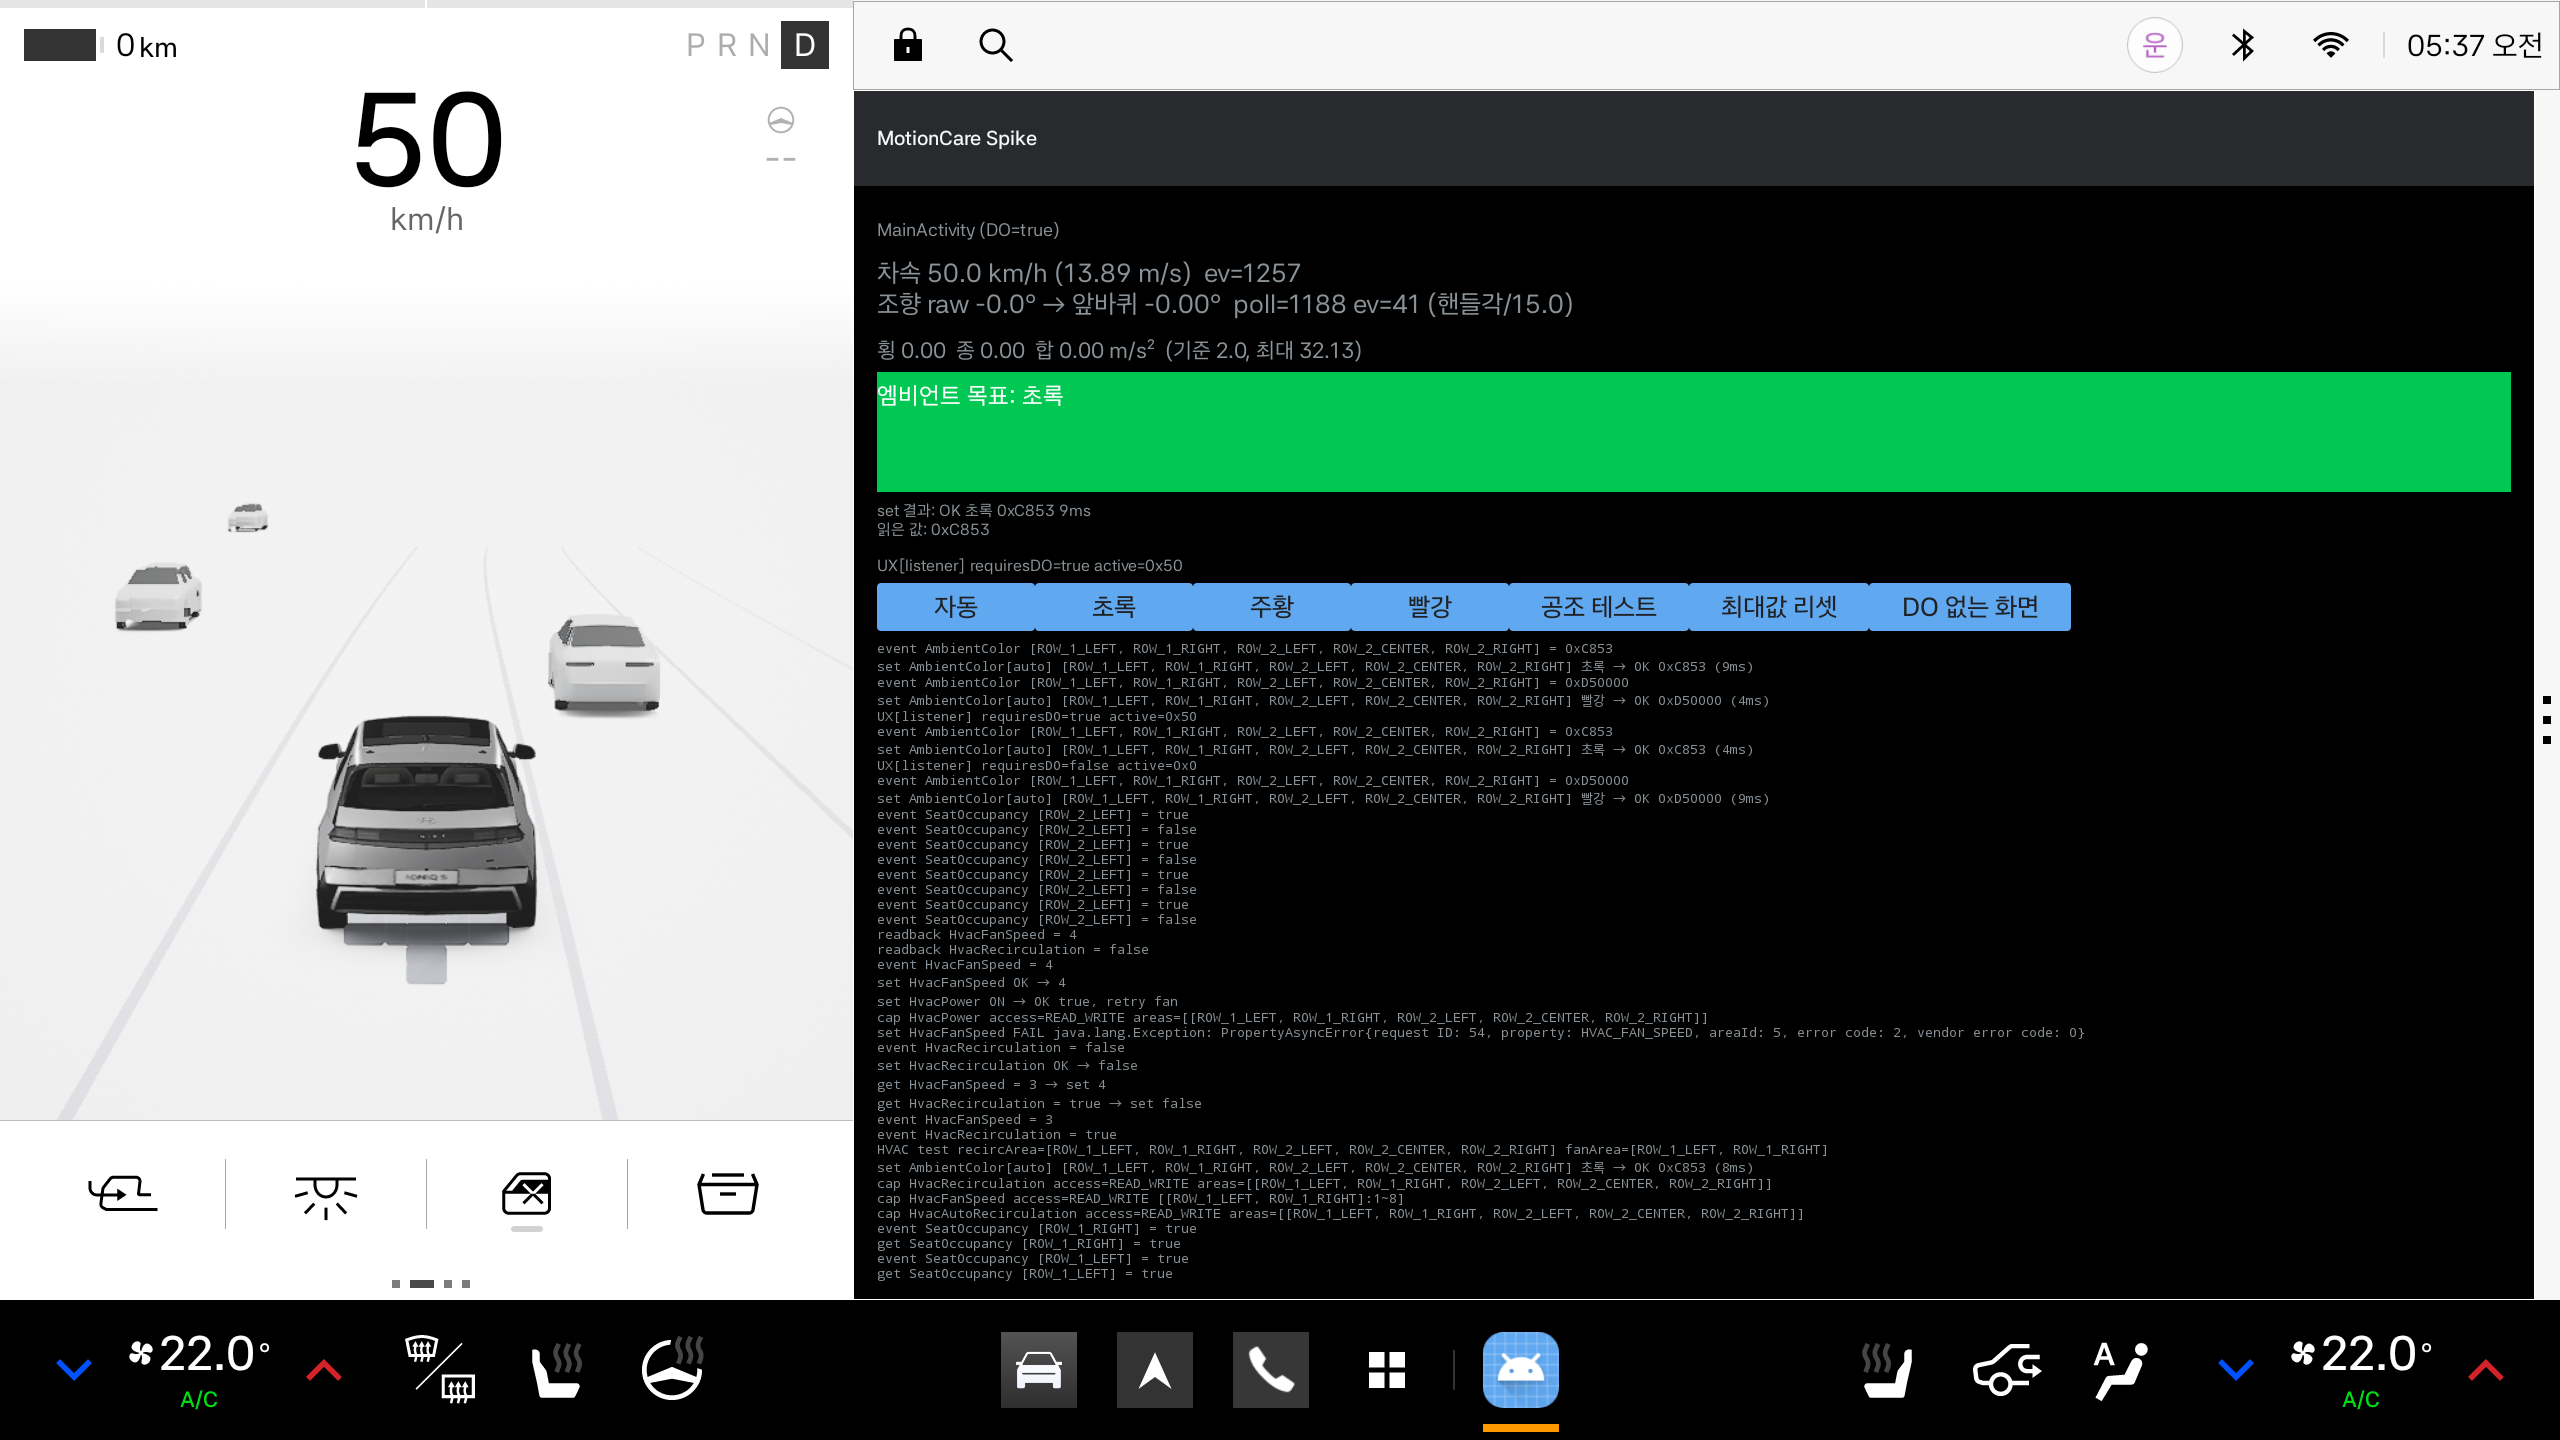 0 km
P R N D
50
km/h
--
IONIQ 5
22.0°
A/C
운
05:37 오전
MotionCare Spike
MainActivity (DO=true)
차속 50.0 km/h (13.89 m/s)  ev=1257
조향 raw -0.0° → 앞바퀴 -0.00°  poll=1188 ev=41 (핸들각/15.0)
횡 0.00  종 0.00  합 0.00 m/s²  (기준 2.0, 최대 32.13)
엠비언트 목표: 초록
set 결과: OK 초록 0xC853 9ms
읽은 값: 0xC853
UX[listener] requiresDO=true active=0x50
자동 초록 주황 빨강 공조 테스트 최대값 리셋 DO 없는 화면
event AmbientColor [ROW_1_LEFT, ROW_1_RIGHT, ROW_2_LEFT, ROW_2_CENTER, ROW_2_RIGHT] = 0xC853
set AmbientColor[auto] [ROW_1_LEFT, ROW_1_RIGHT, ROW_2_LEFT, ROW_2_CENTER, ROW_2_RIGHT] 초록 → OK 0xC853 (9ms)
event AmbientColor [ROW_1_LEFT, ROW_1_RIGHT, ROW_2_LEFT, ROW_2_CENTER, ROW_2_RIGHT] = 0xD50000
set AmbientColor[auto] [ROW_1_LEFT, ROW_1_RIGHT, ROW_2_LEFT, ROW_2_CENTER, ROW_2_RIGHT] 빨강 → OK 0xD50000 (4ms)
UX[listener] requiresDO=true active=0x50
event AmbientColor [ROW_1_LEFT, ROW_1_RIGHT, ROW_2_LEFT, ROW_2_CENTER, ROW_2_RIGHT] = 0xC853
set AmbientColor[auto] [ROW_1_LEFT, ROW_1_RIGHT, ROW_2_LEFT, ROW_2_CENTER, ROW_2_RIGHT] 초록 → OK 0xC853 (4ms)
UX[listener] requiresDO=false active=0x0
event AmbientColor [ROW_1_LEFT, ROW_1_RIGHT, ROW_2_LEFT, ROW_2_CENTER, ROW_2_RIGHT] = 0xD50000
set AmbientColor[auto] [ROW_1_LEFT, ROW_1_RIGHT, ROW_2_LEFT, ROW_2_CENTER, ROW_2_RIGHT] 빨강 → OK 0xD50000 (9ms)
event SeatOccupancy [ROW_2_LEFT] = true
event SeatOccupancy [ROW_2_LEFT] = false
event SeatOccupancy [ROW_2_LEFT] = true
event SeatOccupancy [ROW_2_LEFT] = false
event SeatOccupancy [ROW_2_LEFT] = true
event SeatOccupancy [ROW_2_LEFT] = false
event SeatOccupancy [ROW_2_LEFT] = true
event SeatOccupancy [ROW_2_LEFT] = false
readback HvacFanSpeed = 4
readback HvacRecirculation = false
event HvacFanSpeed = 4
set HvacFanSpeed OK → 4
set HvacPower ON → OK true, retry fan
cap HvacPower access=READ_WRITE areas=[[ROW_1_LEFT, ROW_1_RIGHT, ROW_2_LEFT, ROW_2_CENTER, ROW_2_RIGHT]]
set HvacFanSpeed FAIL java.lang.Exception: PropertyAsyncError{request ID: 54, property: HVAC_FAN_SPEED, areaId: 5, error code: 2, vendor error code: 0}
event HvacRecirculation = false
set HvacRecirculation OK → false
get HvacFanSpeed = 3 → set 4
get HvacRecirculation = true → set false
event HvacFanSpeed = 3
event HvacRecirculation = true
HVAC test recircArea=[ROW_1_LEFT, ROW_1_RIGHT, ROW_2_LEFT, ROW_2_CENTER, ROW_2_RIGHT] fanArea=[ROW_1_LEFT, ROW_1_RIGHT]
set AmbientColor[auto] [ROW_1_LEFT, ROW_1_RIGHT, ROW_2_LEFT, ROW_2_CENTER, ROW_2_RIGHT] 초록 → OK 0xC853 (8ms)
cap HvacRecirculation access=READ_WRITE areas=[[ROW_1_LEFT, ROW_1_RIGHT, ROW_2_LEFT, ROW_2_CENTER, ROW_2_RIGHT]]
cap HvacFanSpeed access=READ_WRITE [[ROW_1_LEFT, ROW_1_RIGHT]:1~8]
cap HvacAutoRecirculation access=READ_WRITE areas=[[ROW_1_LEFT, ROW_1_RIGHT, ROW_2_LEFT, ROW_2_CENTER, ROW_2_RIGHT]]
event SeatOccupancy [ROW_1_RIGHT] = true
get SeatOccupancy [ROW_1_RIGHT] = true
event SeatOccupancy [ROW_1_LEFT] = true
get SeatOccupancy [ROW_1_LEFT] = true
A
22.0°
A/C